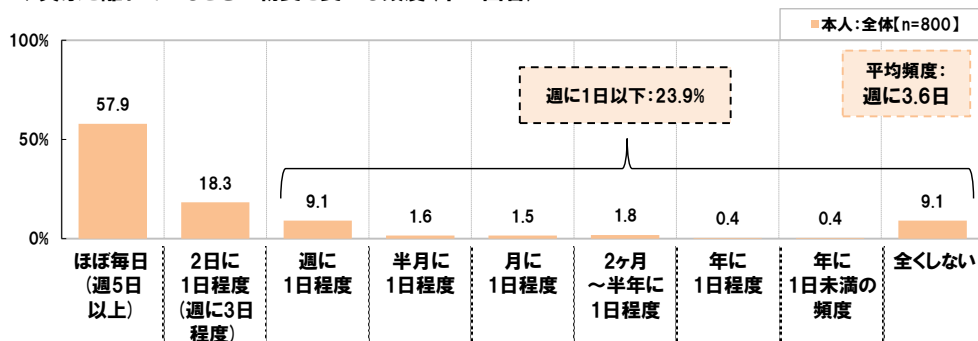 ■本人:全体【n=800】
100%
50%
0%
平均頻度:
週に3.6日
週に1日以下:23.9%
57.9
18.3
9.1
1.6
1.5
1.8
0.4
0.4
9.1
ほぼ毎日
(週5日
以上)
2日に
1日程度
(週に3日
程度)
週に
1日程度
半月に
1日程度
月に
1日程度
2ヶ月
～半年に
1日程度
年に
1日程度
年に
1日未満の
頻度
全くしない